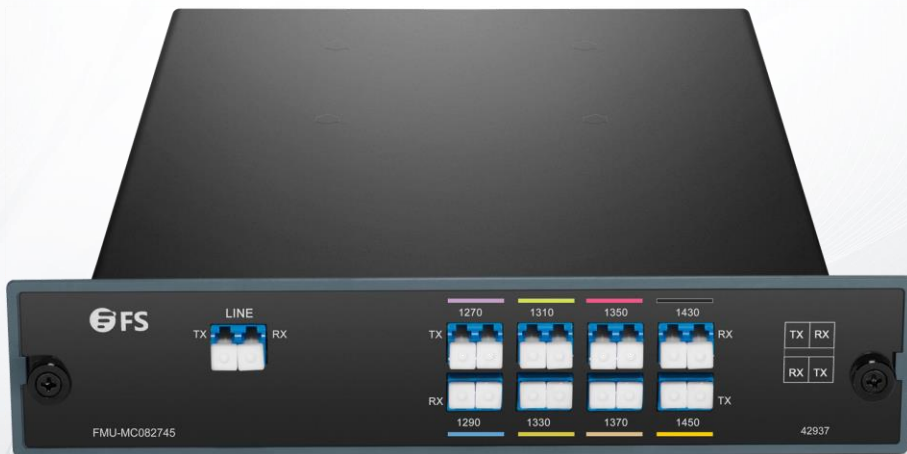 FS
LINE
TX RX
1270 1310 1350 1430
TX RX
TX RX
RX TX
RX TX
1290 1330 1370 1450
FMU-MC082745
42937